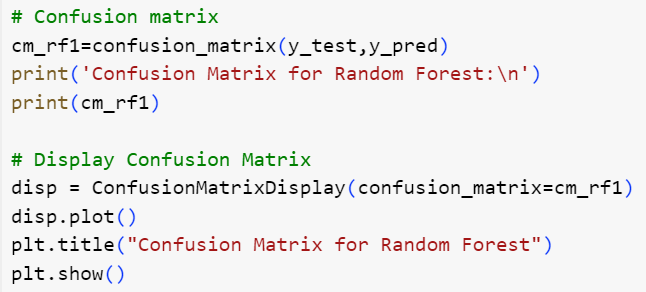 # Confusion matrix
cm_rf1=confusion_matrix(y_test,y_pred)
print('Confusion Matrix for Random Forest:\n')
print(cm_rf1)

# Display Confusion Matrix
disp = ConfusionMatrixDisplay(confusion_matrix=cm_rf1)
disp.plot()
plt.title("Confusion Matrix for Random Forest")
plt.show()